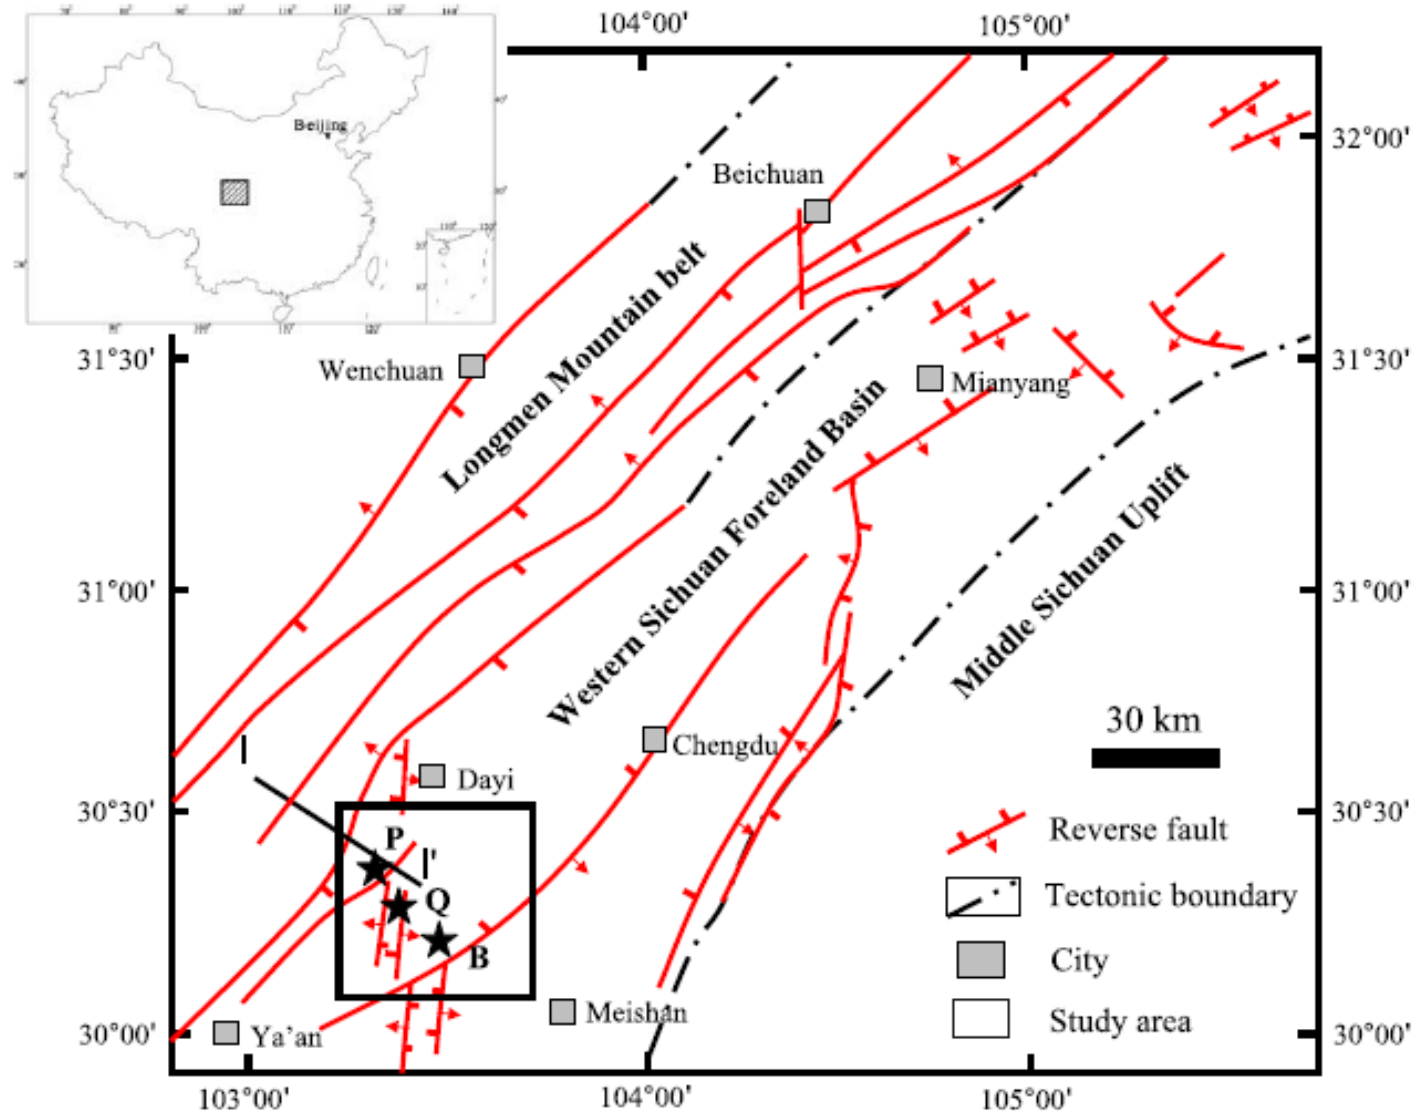 104°00'
105°00'
Beijing
32°00'
Beichuan
Longmen Mountain belt
31°30'
Wenchuan
Mianyang
31°30'
Western Sichuan Foreland Basin
Middle Sichuan Uplift
31°00'
31°00'
30 km
I
Chengdu
Dayi
30°30'
30°30'
P
Reverse fault
I'
Q
Tectonic boundary
B
City
Meishan
Study area
Ya'an
30°00'
30°00'
103°00'
104°00'
105°00'